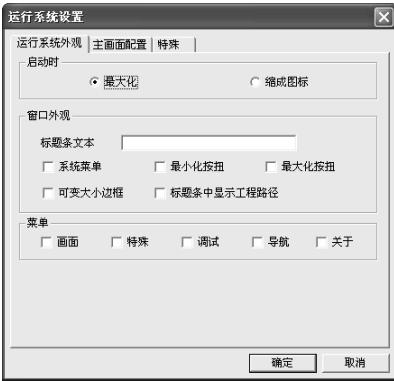 运行系统设置
运行系统外观 主画面配置 特殊
启动时
最大化 缩成图标
窗口外观
标题条文本
系统菜单 最小化按扭 最大化按扭
可变大小边框 标题条中显示工程路径
菜单
画面 特殊 调试 导航 关于
确定 取消